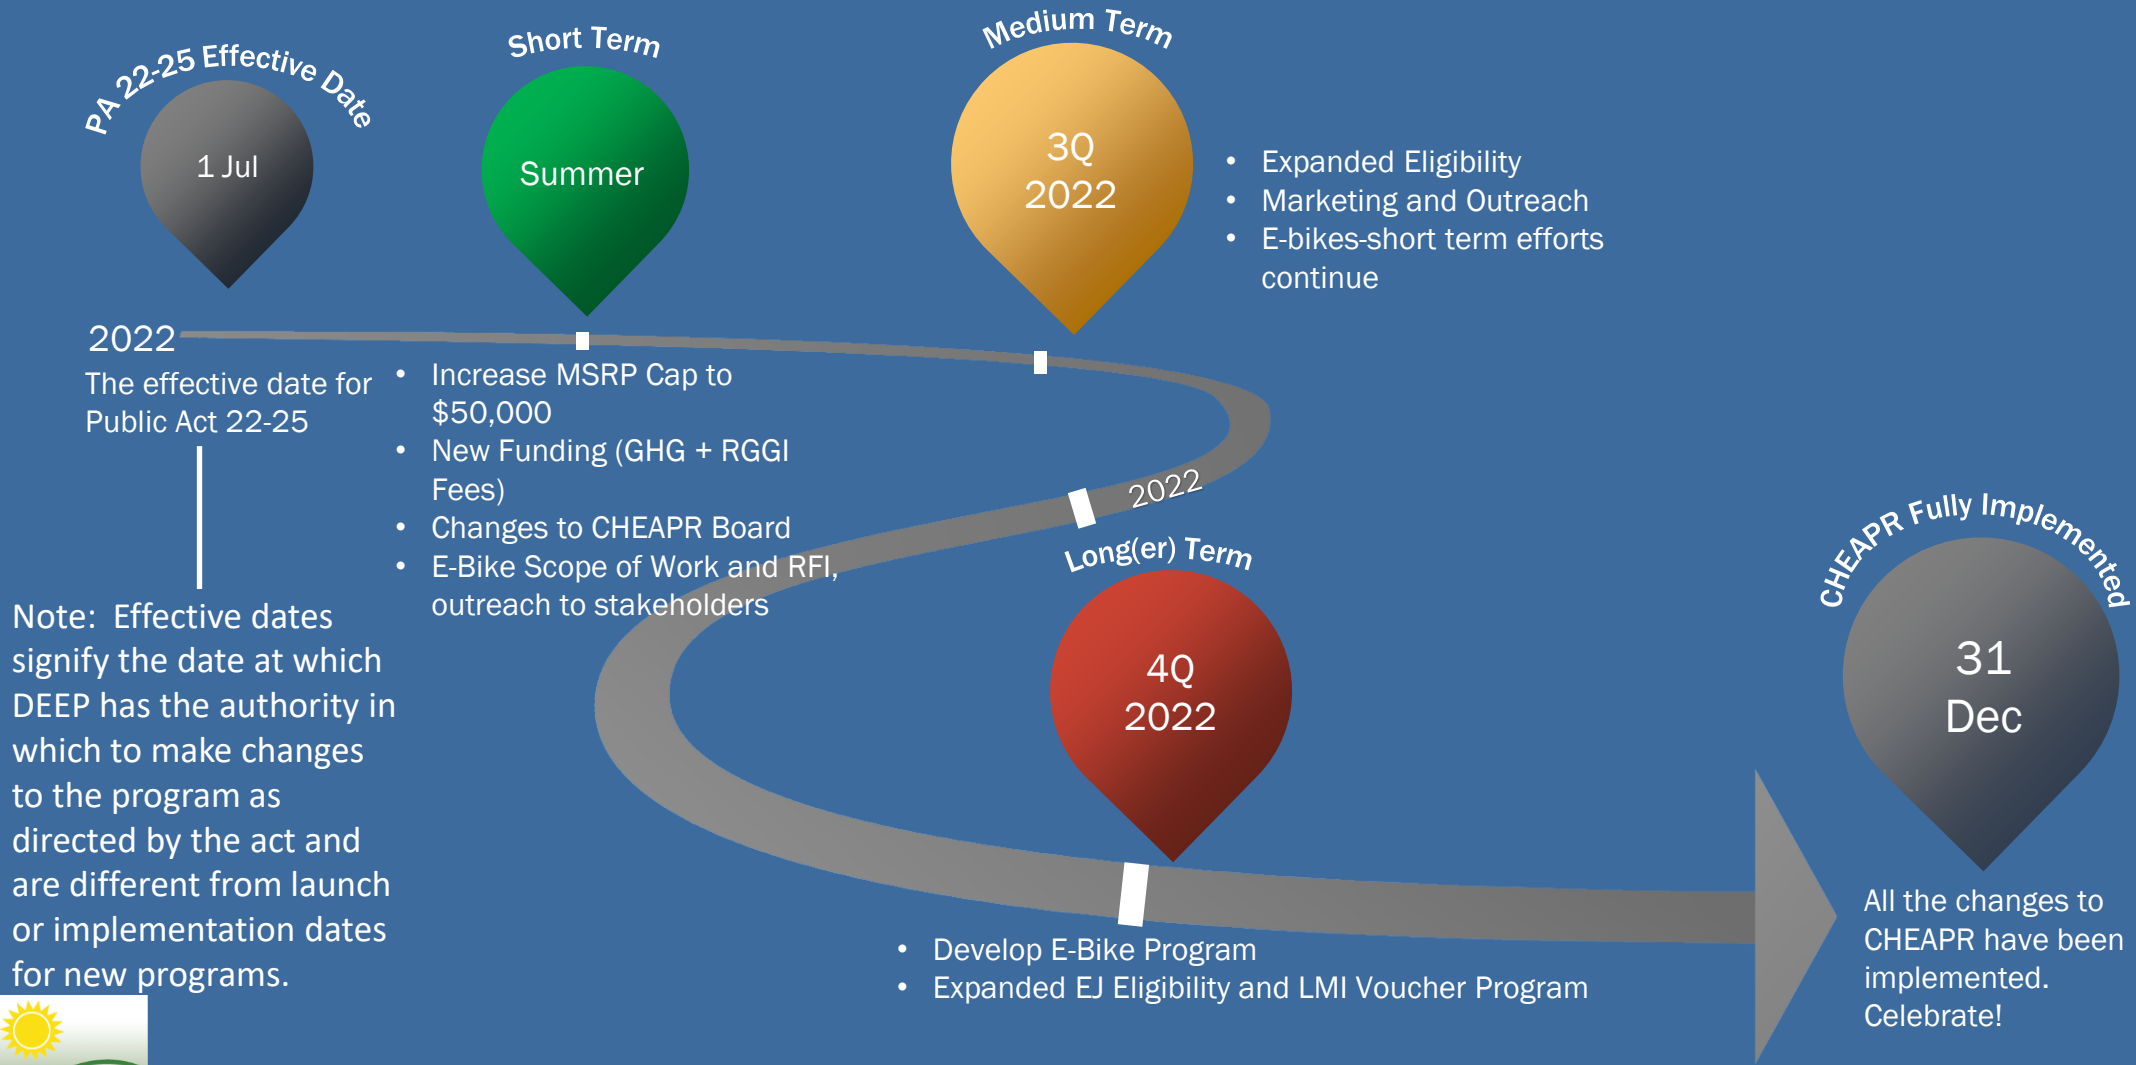 PA 22-25 Effective Date
1 Jul
2022
The effective date for
Public Act 22-25
Note: Effective dates
signify the date at which
DEEP has the authority in
which to make changes
to the program as
directed by the act and
are different from launch
or implementation dates
for new programs.
Short Term
Summer
• Increase MSRP Cap to
$50,000
• New Funding (GHG + RGGI
Fees)
• Changes to CHEAPR Board
• E-Bike Scope of Work and RFI,
outreach to stakeholders
Medium Term
3Q
2022
• Expanded Eligibility
• Marketing and Outreach
• E-bikes-short term efforts
continue
2022
Long(er) Term
4Q
2022
• Develop E-Bike Program
• Expanded EJ Eligibility and LMI Voucher Program
CHEAPR Fully Implemented
31
Dec
All the changes to
CHEAPR have been
implemented.
Celebrate!